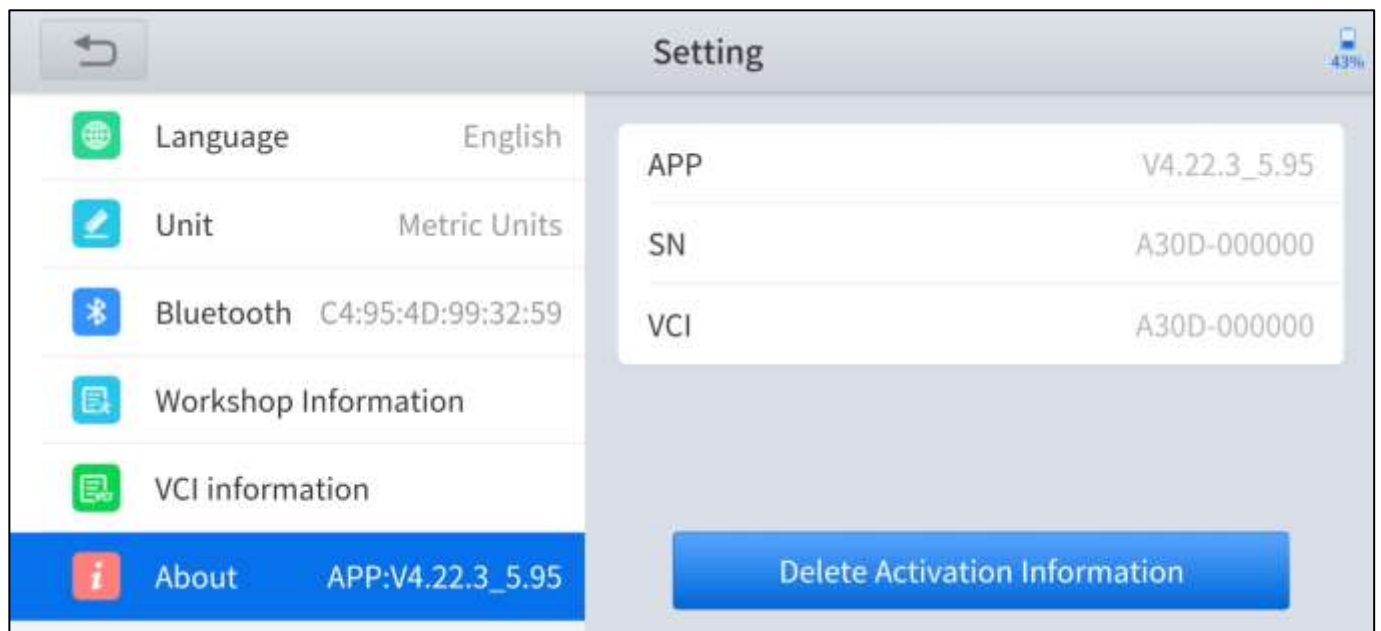 Setting
43%
Language English
Unit Metric Units
Bluetooth C4:95:4D:99:32:59
Workshop Information
VCI information
About APP:V4.22.3_5.95
APP V4.22.3_5.95
SN A30D-000000
VCI A30D-000000
Delete Activation Information